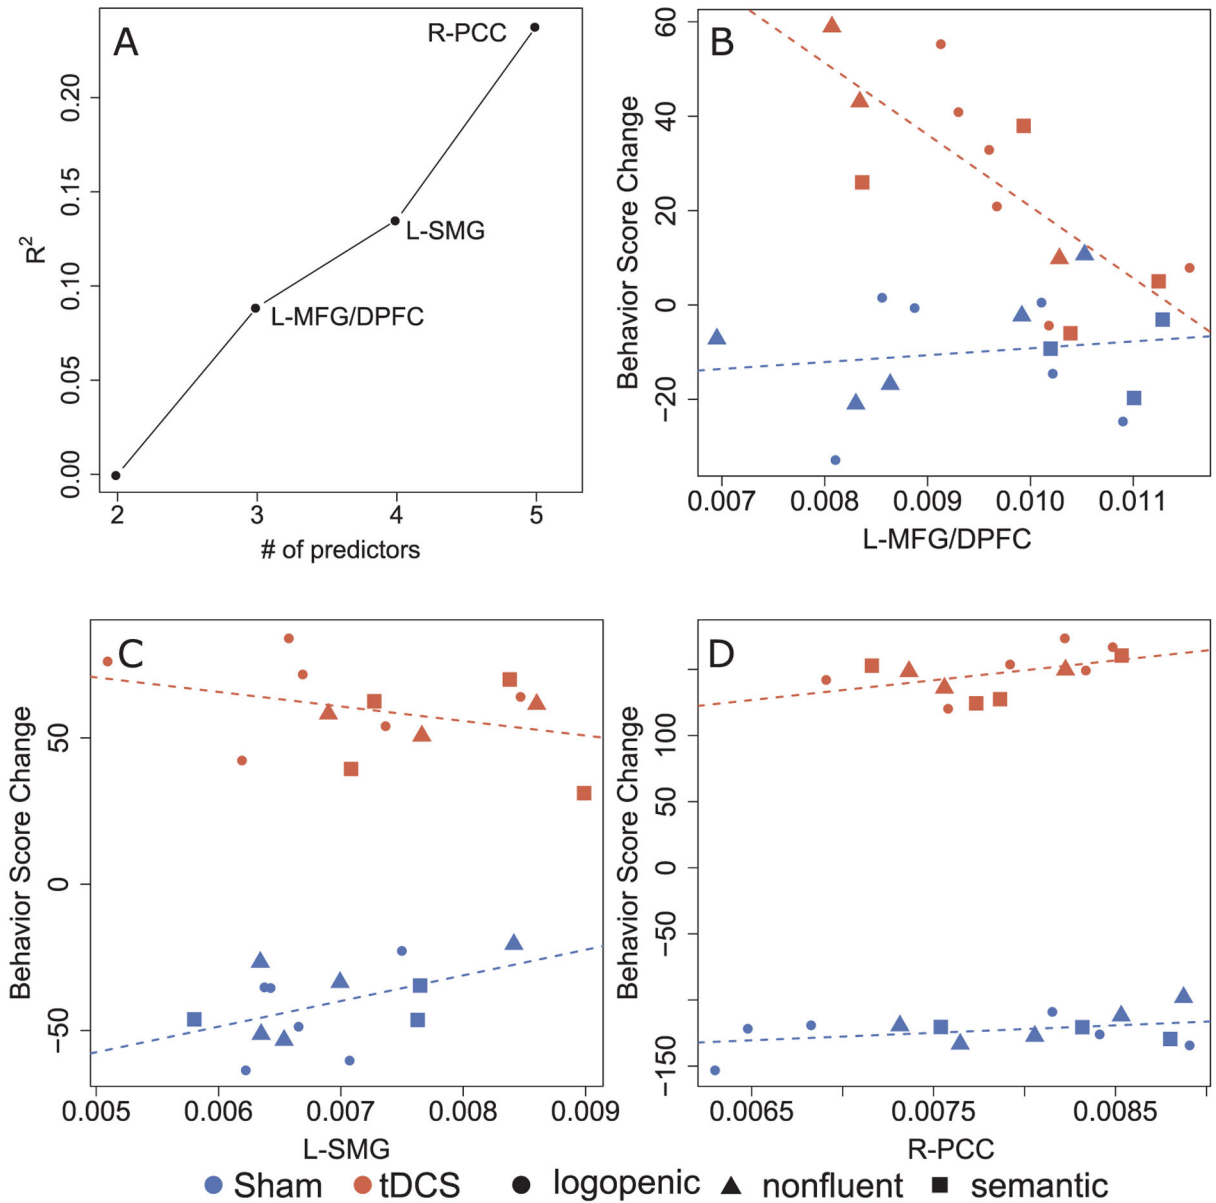 A
R-PCC
L-SMG
L-MFG/DPFC
R2
0.20
0.15
0.10
0.05
0.00
2 3 4 5
# of predictors
B
Behavior Score Change
60
40
20
0
−20
0.007 0.008 0.009 0.010 0.011
L-MFG/DPFC
C
Behavior Score Change
50
0
−50
0.005 0.006 0.007 0.008 0.009
L-SMG
D
Behavior Score Change
100
50
0
−50
−150
0.0065 0.0075 0.0085
R-PCC
Sham tDCS logopenic nonfluent semantic